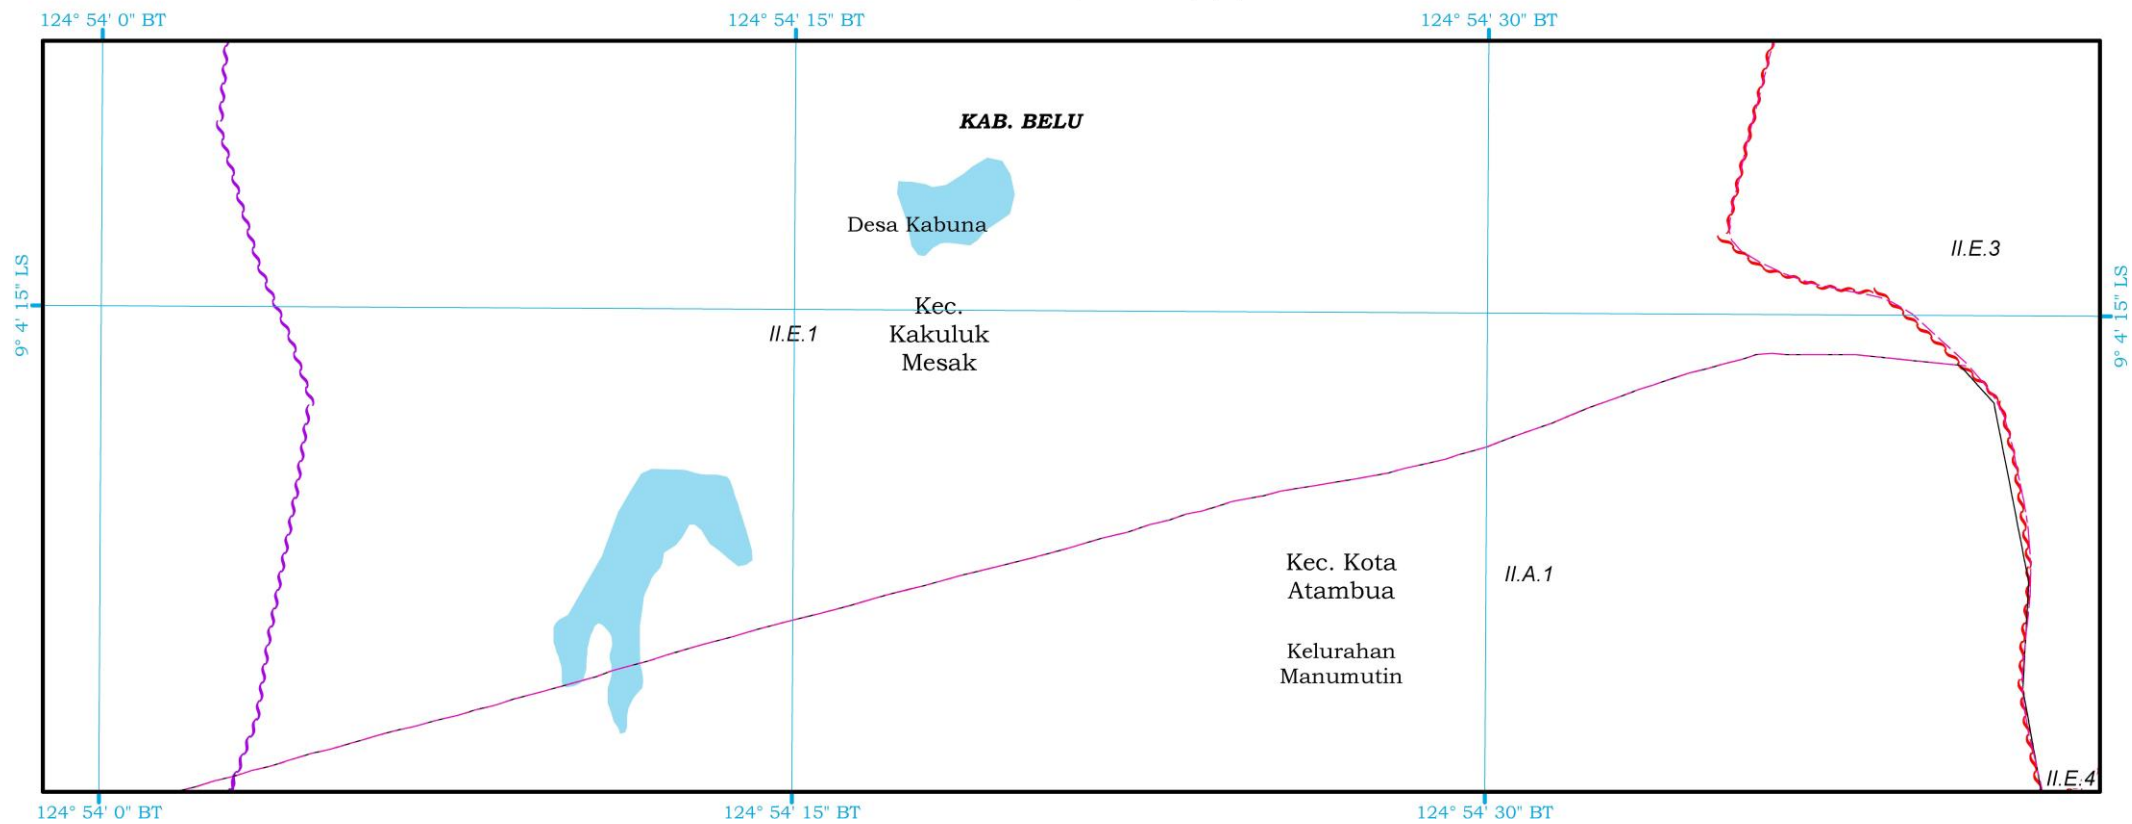 124° 54' 0" BT
124° 54' 15" BT
124° 54' 30" BT
KAB. BELU
Desa Kabuna
II.E.3
9° 4' 15" LS
9° 4' 15" LS
Kec.
Kakuluk
Mesak
II.E.1
Kec. Kota
Atambua
II.A.1
Kelurahan
Manumutin
II.E.4
124° 54' 0" BT
124° 54' 15" BT
124° 54' 30" BT